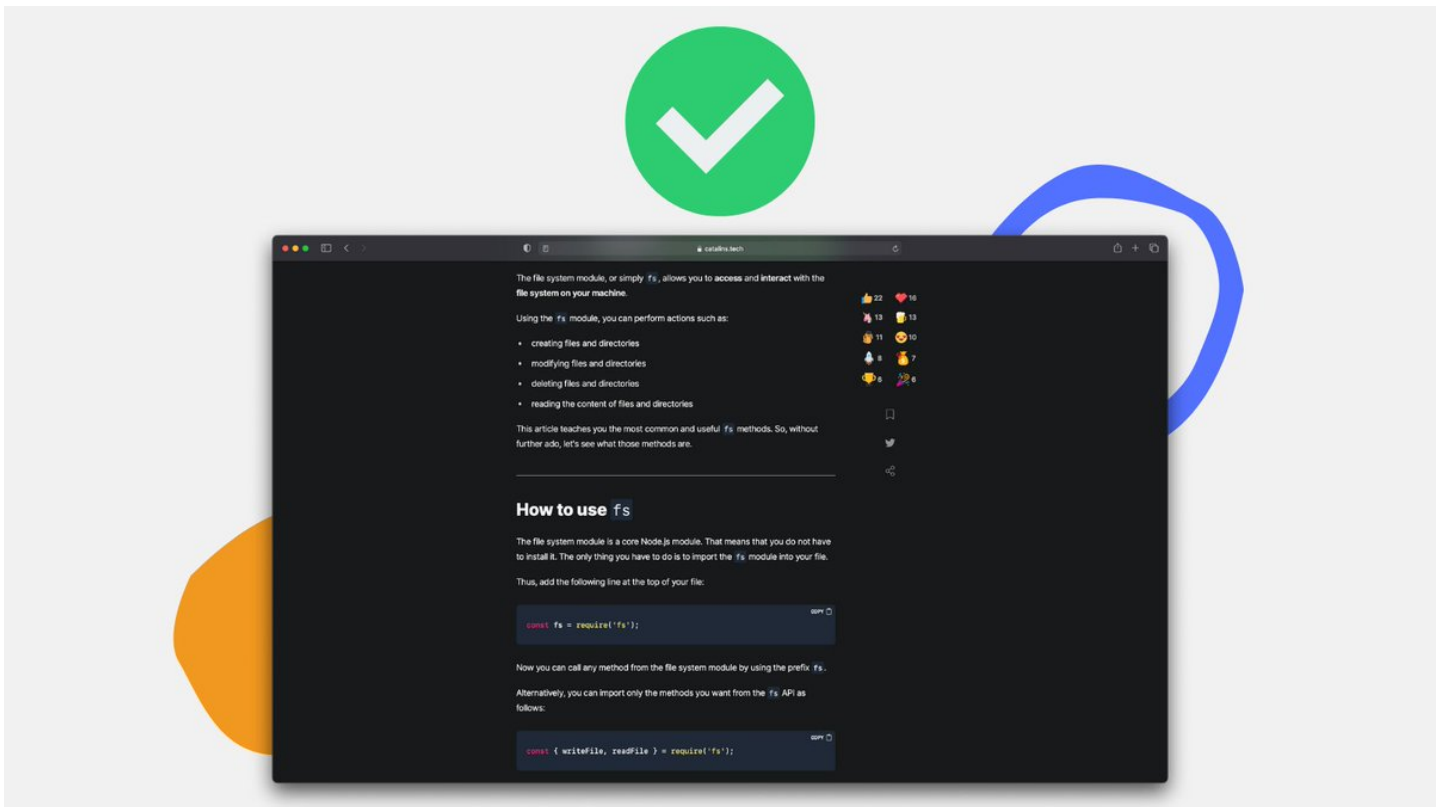 catalins.tech
The file system module, or simply fs, allows you to access and interact with the
file system on your machine.
Using the fs module, you can perform actions such as:
• creating files and directories
• modifying files and directories
• deleting files and directories
• reading the content of files and directories
This article teaches you the most common and useful fs methods. So, without
further ado, let's see what those methods are.
22 16
13 13
11 10
8 7
6 6
How to use fs
The file system module is a core Node.js module. That means that you do not have
to install it. The only thing you have to do is to import the fs module into your file.
Thus, add the following line at the top of your file:
COPY
const fs = require('fs');
Now you can call any method from the file system module by using the prefix fs.
Alternatively, you can import only the methods you want from the fs API as
follows:
COPY
const { writeFile, readFile } = require('fs');